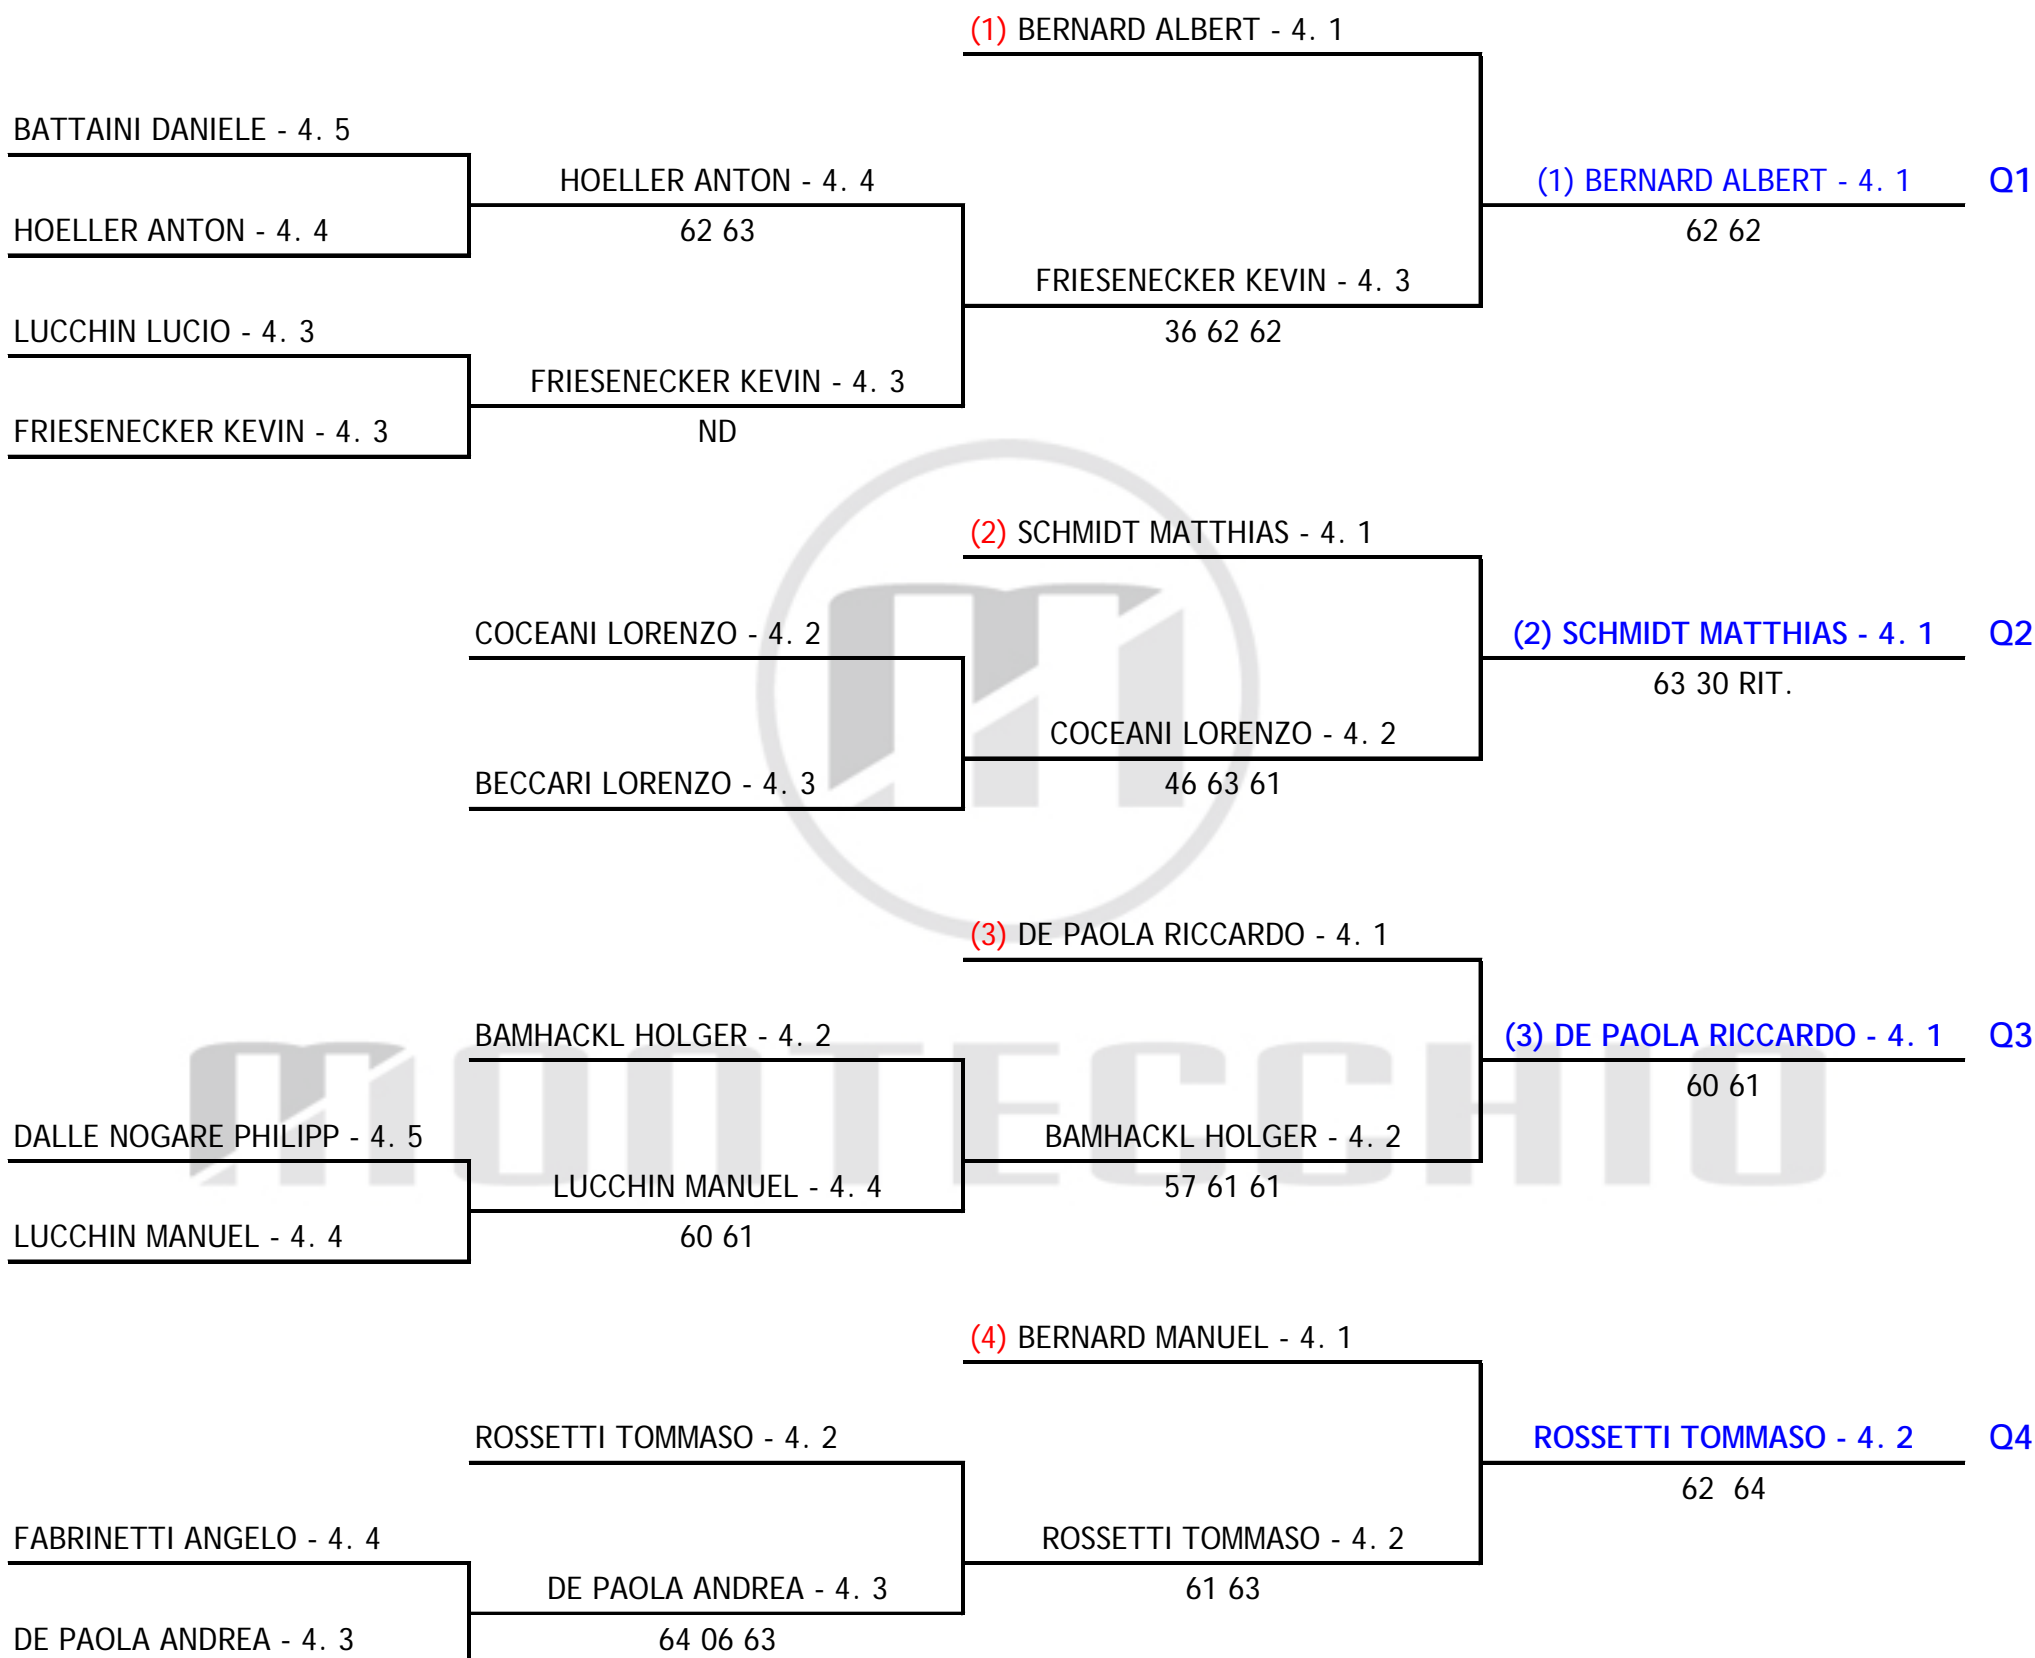 (1) BERNARD ALBERT - 4. 1
BATTAINI DANIELE - 4. 5
HOELLER ANTON - 4. 4
(1) BERNARD ALBERT - 4. 1 Q1
HOELLER ANTON - 4. 4
62 63
62 62
FRIESENECKER KEVIN - 4. 3
LUCCHIN LUCIO - 4. 3
36 62 62
FRIESENECKER KEVIN - 4. 3
FRIESENECKER KEVIN - 4. 3
ND
(2) SCHMIDT MATTHIAS - 4. 1
COCEANI LORENZO - 4. 2
(2) SCHMIDT MATTHIAS - 4. 1 Q2
63 30 RIT.
COCEANI LORENZO - 4. 2
BECCARI LORENZO - 4. 3
46 63 61
(3) DE PAOLA RICCARDO - 4. 1
BAMHACKL HOLGER - 4. 2
(3) DE PAOLA RICCARDO - 4. 1 Q3
MONTECCHIO
60 61
DALLE NOGARE PHILIPP - 4. 5
BAMHACKL HOLGER - 4. 2
LUCCHIN MANUEL - 4. 4
57 61 61
LUCCHIN MANUEL - 4. 4
60 61
(4) BERNARD MANUEL - 4. 1
ROSSETTI TOMMASO - 4. 2
ROSSETTI TOMMASO - 4. 2 Q4
62 64
FABRINETTI ANGELO - 4. 4
ROSSETTI TOMMASO - 4. 2
DE PAOLA ANDREA - 4. 3
61 63
DE PAOLA ANDREA - 4. 3
64 06 63